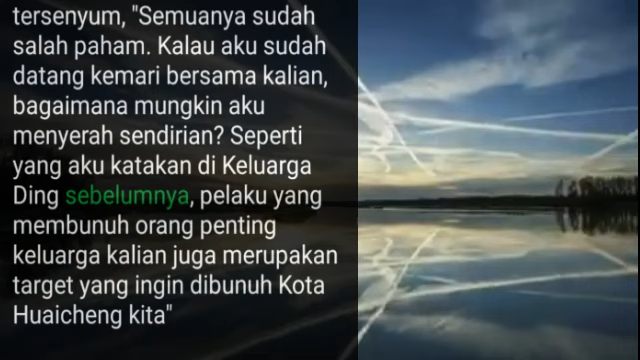 tersenyum, "Semuanya sudah
salah paham. Kalau aku sudah
datang kemari bersama kalian,
bagaimana mungkin aku
menyerah sendirian? Seperti
yang aku katakan di Keluarga
Ding sebelumnya, pelaku yang
membunuh orang penting
keluarga kalian juga merupakan
target yang ingin dibunuh Kota
Huaicheng kita"